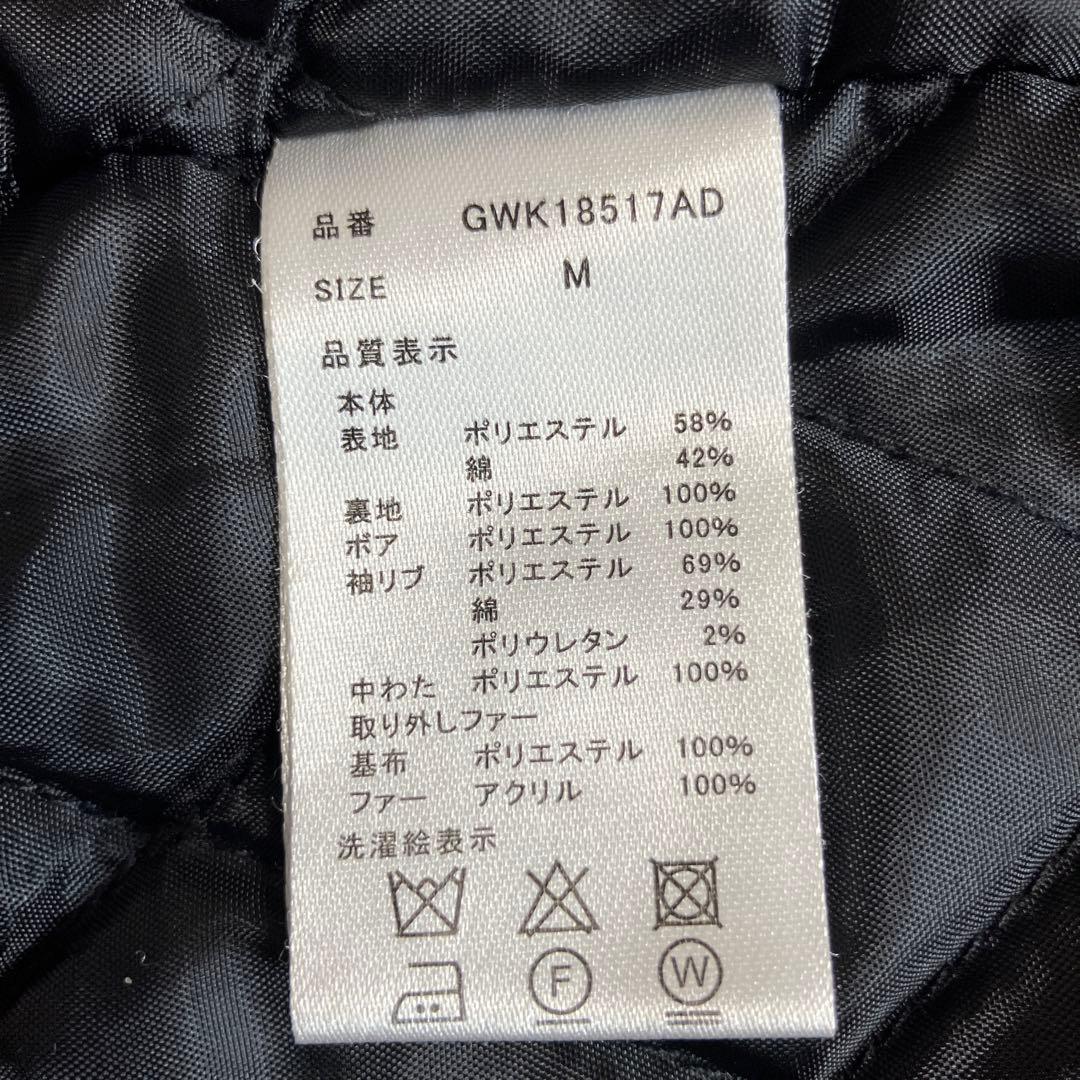 品番 GWK18517AD
SIZE M
品質表示
本体
表地 ポリエステル 58%
綿 42%
裏地 ポリエステル 100%
ボア ポリエステル 100%
袖リブ ポリエステル 69%
綿 29%
ポリウレタン 2%
中わた ポリエステル 100%
取り外しファー
基布 ポリエステル 100%
ファー アクリル 100%
洗濯絵表示
F W